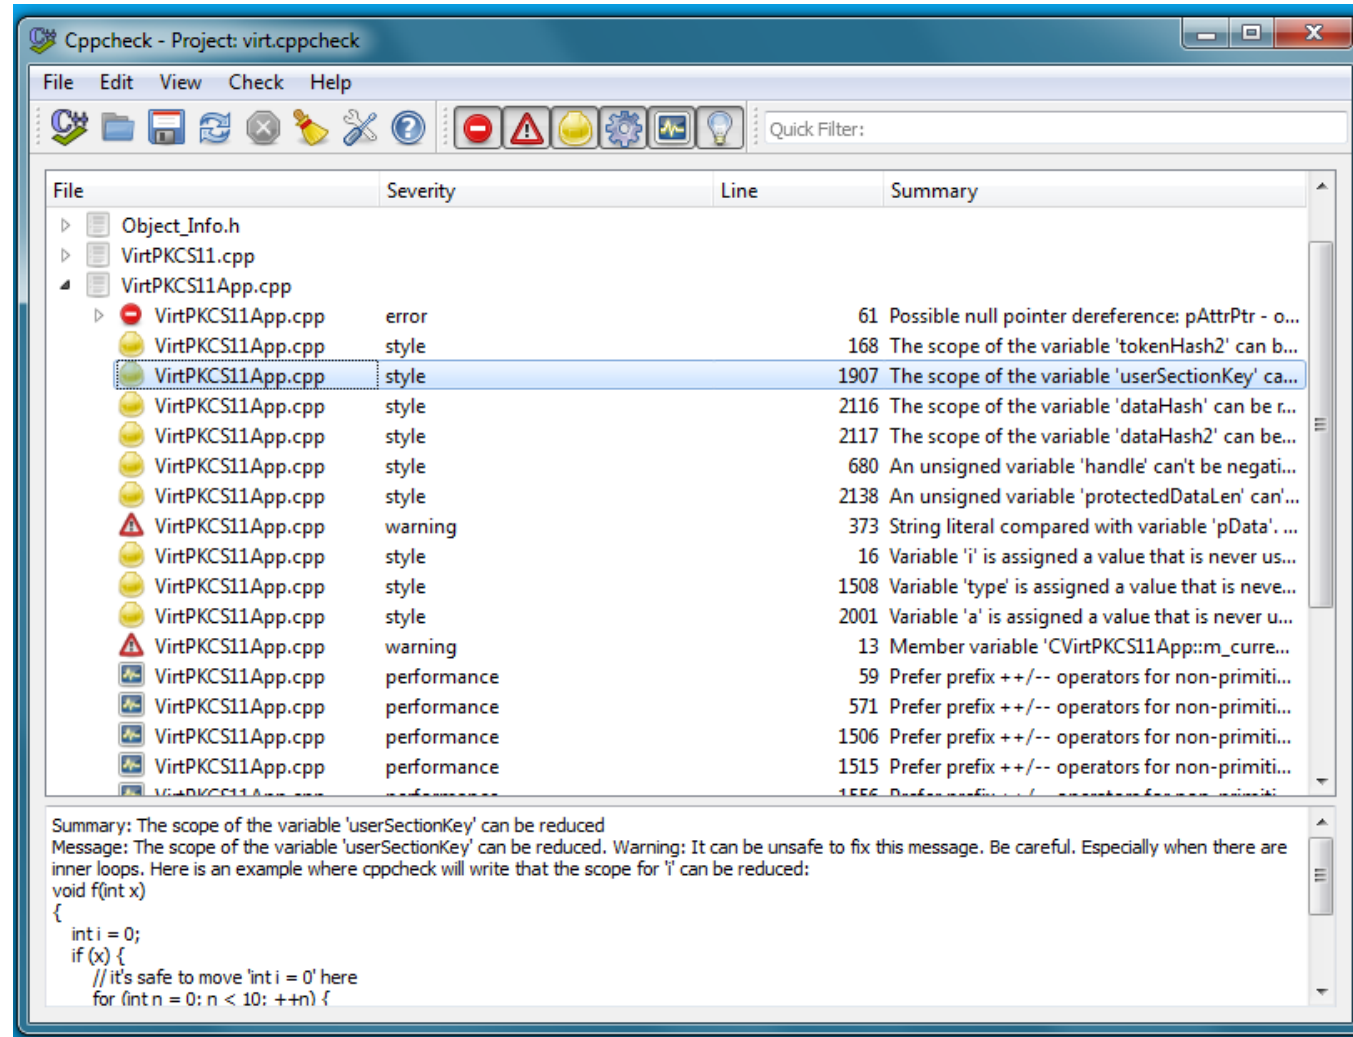 Cppcheck - Project: virt.cppcheck
File Edit View Check Help
Quick Filter:
File Severity Line Summary
Object_Info.h
VirtPKCS11.cpp
VirtPKCS11App.cpp
VirtPKCS11App.cpp error 61 Possible null pointer dereference: pAttrPtr - o...
VirtPKCS11App.cpp style 168 The scope of the variable 'tokenHash2' can b...
VirtPKCS11App.cpp style 1907 The scope of the variable 'userSectionKey' ca...
VirtPKCS11App.cpp style 2116 The scope of the variable 'dataHash' can be r...
VirtPKCS11App.cpp style 2117 The scope of the variable 'dataHash2' can be...
VirtPKCS11App.cpp style 680 An unsigned variable 'handle' can't be negati...
VirtPKCS11App.cpp style 2138 An unsigned variable 'protectedDataLen' can'...
VirtPKCS11App.cpp warning 373 String literal compared with variable 'pData'. ...
VirtPKCS11App.cpp style 16 Variable 'i' is assigned a value that is never us...
VirtPKCS11App.cpp style 1508 Variable 'type' is assigned a value that is neve...
VirtPKCS11App.cpp style 2001 Variable 'a' is assigned a value that is never u...
VirtPKCS11App.cpp warning 13 Member variable 'CVirtPKCS11App::m_curre...
VirtPKCS11App.cpp performance 59 Prefer prefix ++/-- operators for non-primiti...
VirtPKCS11App.cpp performance 571 Prefer prefix ++/-- operators for non-primiti...
VirtPKCS11App.cpp performance 1506 Prefer prefix ++/-- operators for non-primiti...
VirtPKCS11App.cpp performance 1515 Prefer prefix ++/-- operators for non-primiti...
Summary: The scope of the variable 'userSectionKey' can be reduced
Message: The scope of the variable 'userSectionKey' can be reduced. Warning: It can be unsafe to fix this message. Be careful. Especially when there are
inner loops. Here is an example where cppcheck will write that the scope for 'i' can be reduced:
void f(int x)
{
int i = 0;
if (x) {
// it's safe to move 'int i = 0' here
for (int n = 0; n < 10; ++n) {